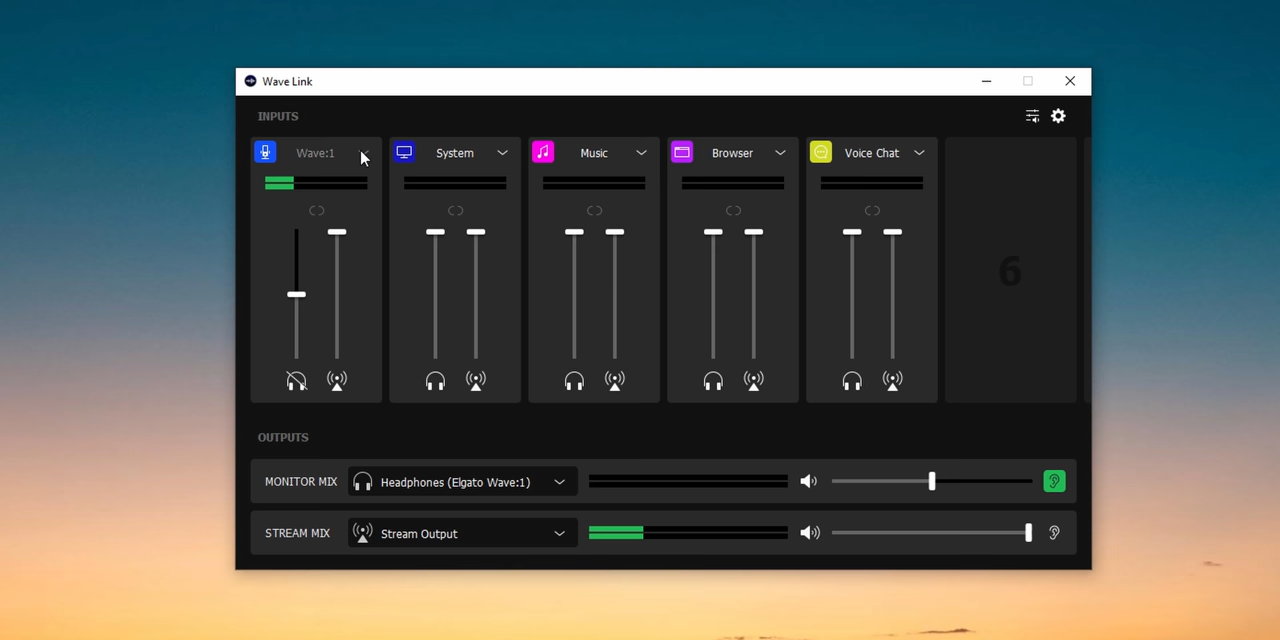 Wave Link
INPUTS
Wave:1
System
Music
Browser
Voice Chat
6
OUTPUTS
MONITOR MIX
Headphones (Elgato Wave:1)
STREAM MIX
Stream Output